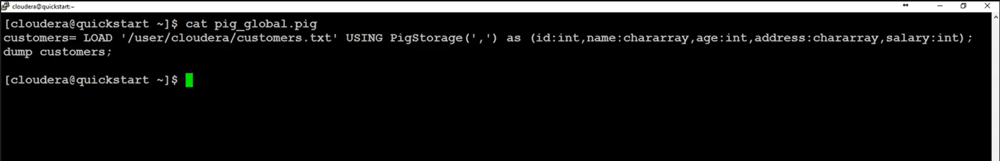 cloudera@quickstart:~
[cloudera@quickstart ~]$ cat pig_global.pig
customers= LOAD '/user/cloudera/customers.txt' USING PigStorage(',') as (id:int,name:chararray,age:int,address:chararray,salary:int);
dump customers;
[cloudera@quickstart ~]$